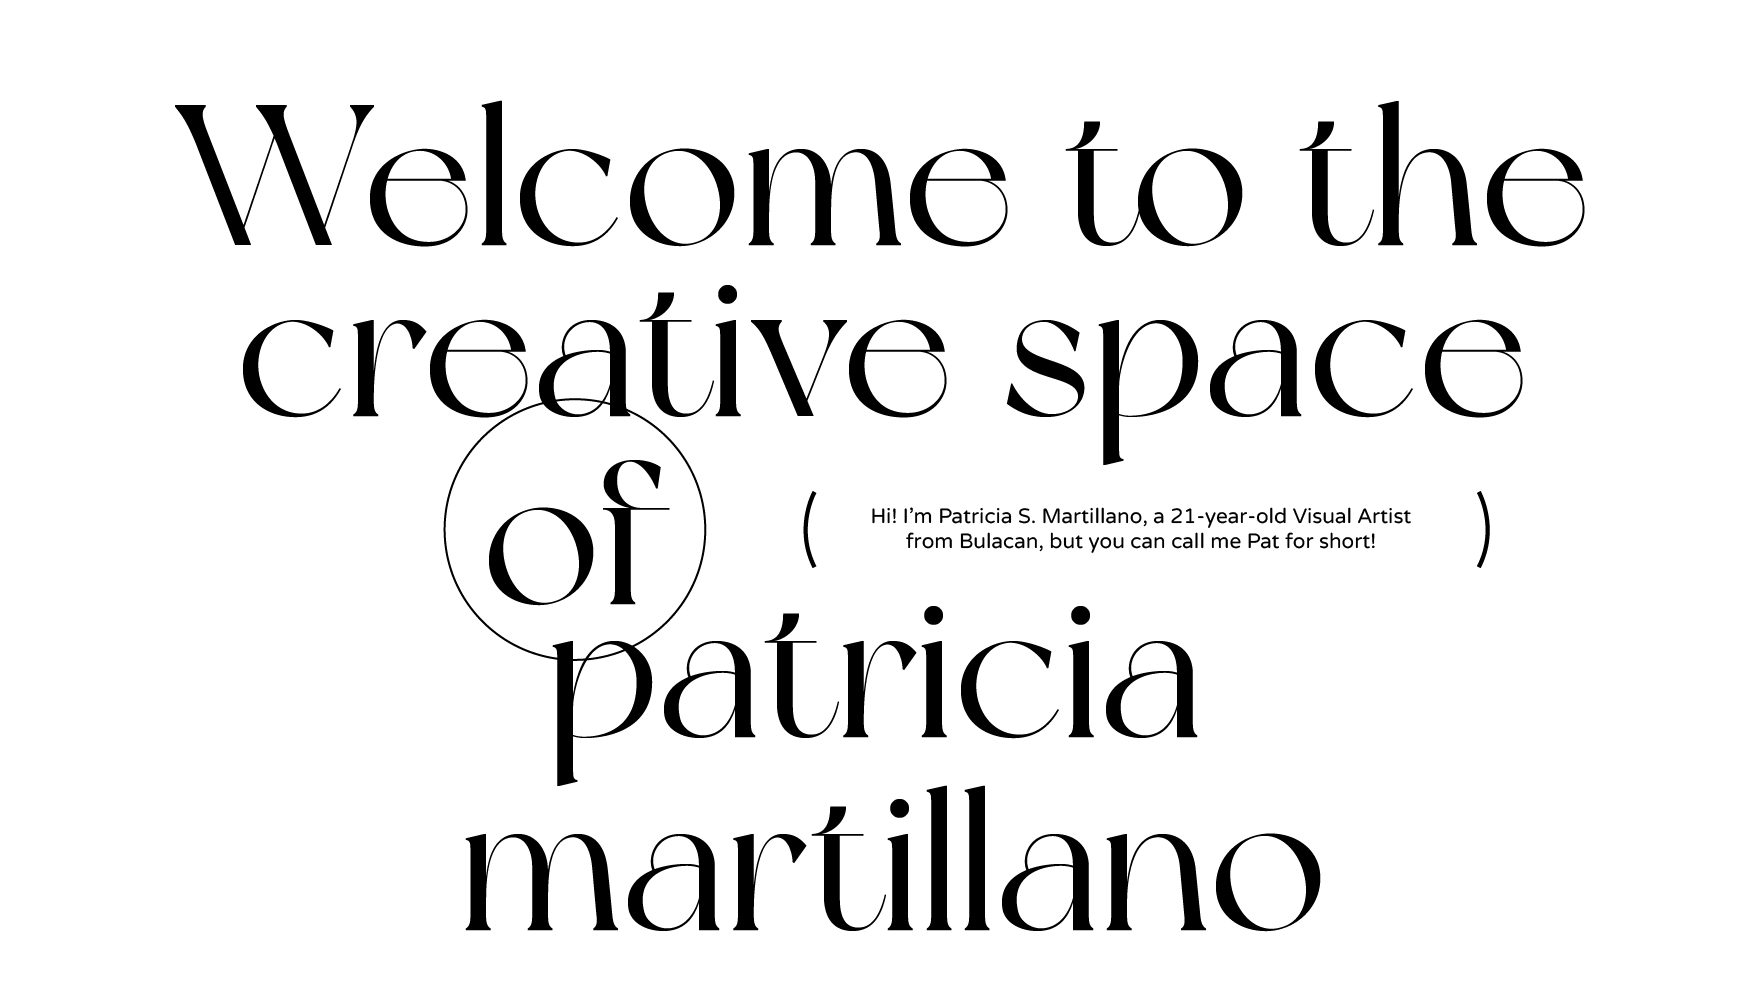 Welcome to the
creative space
of
( Hi! I’m Patricia S. Martillano, a 21-year-old Visual Artist
from Bulacan, but you can call me Pat for short! )
patricia
martillano